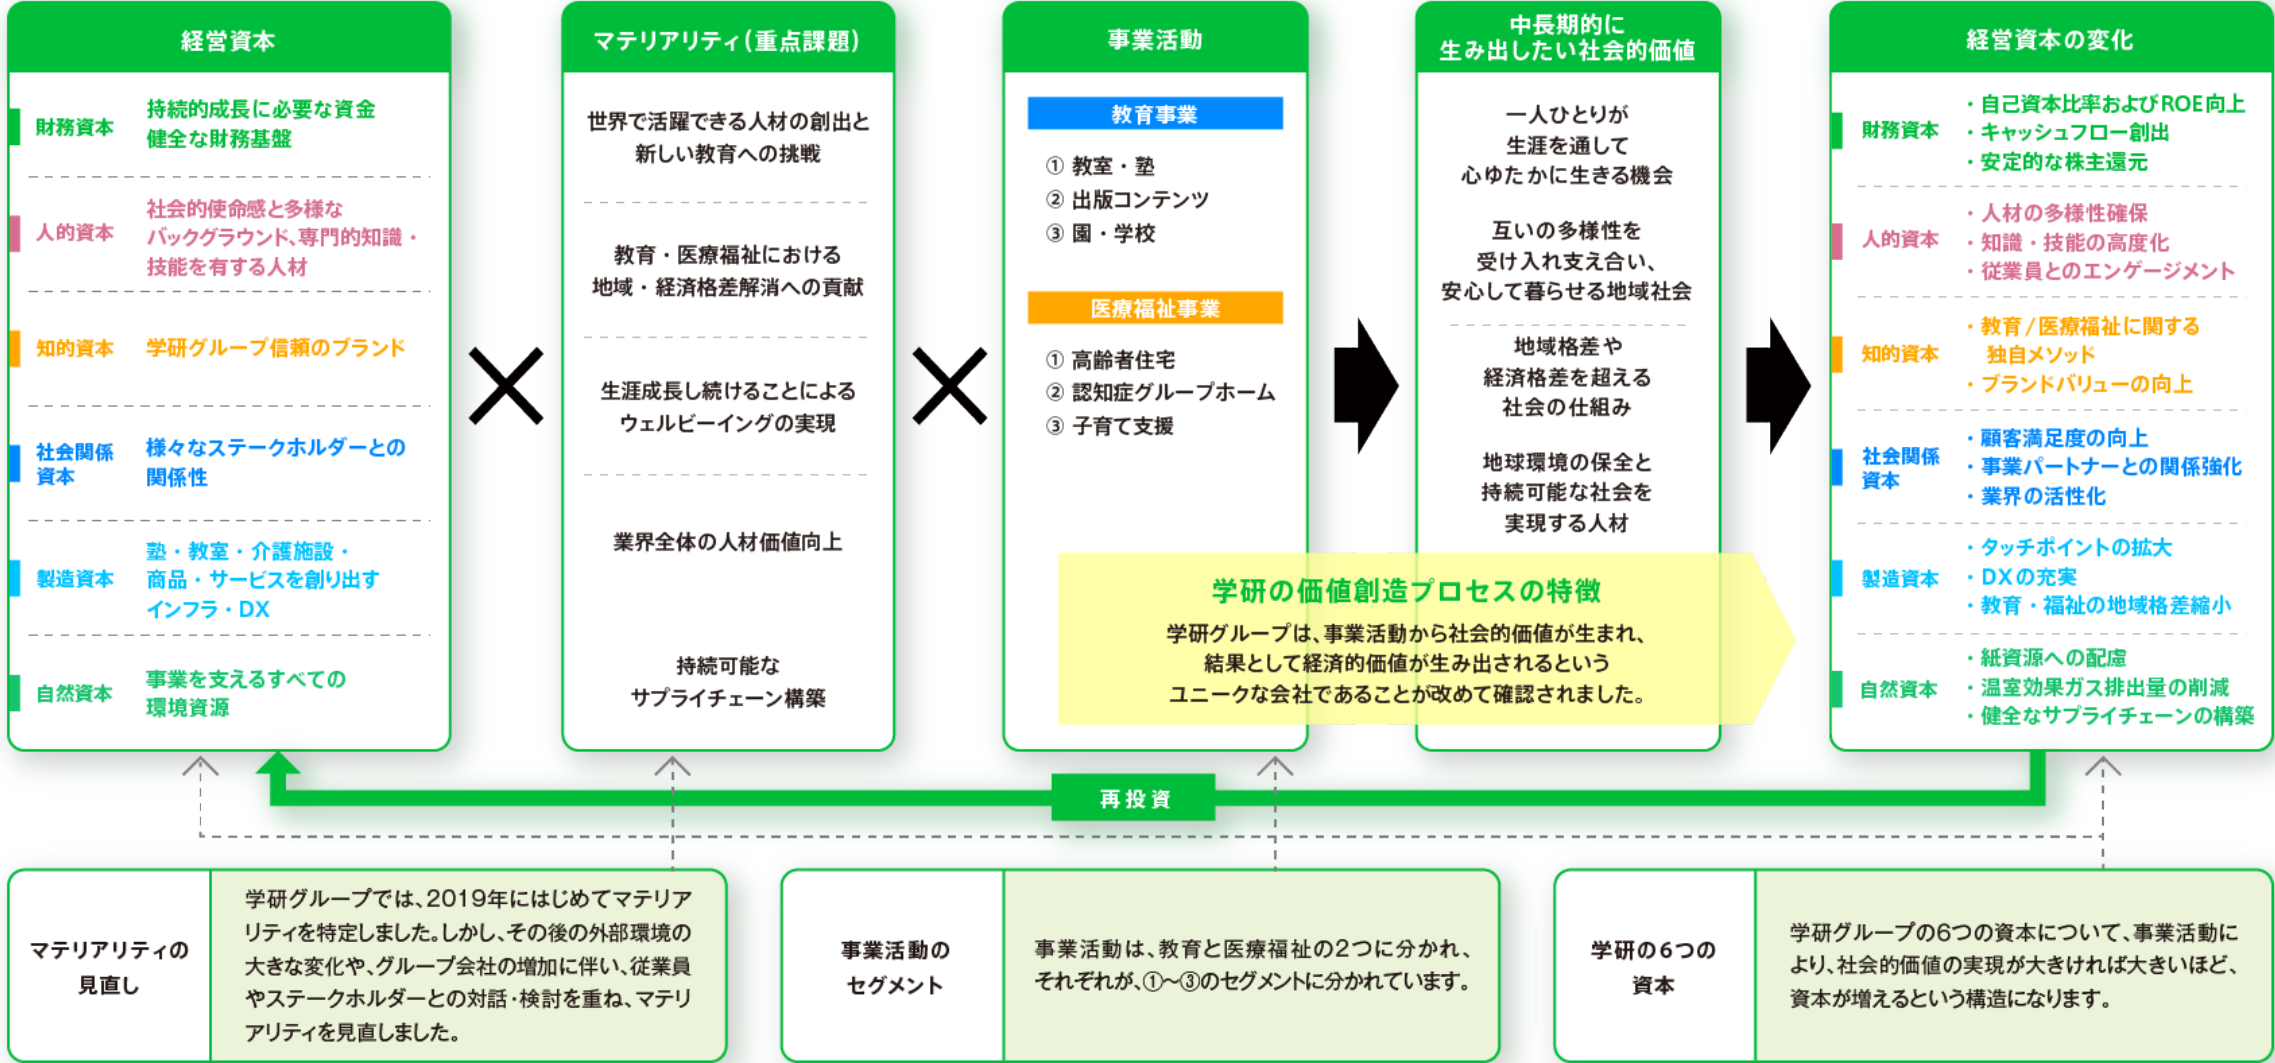 経営資本
財務資本
持続的成長に必要な資金
健全な財務基盤
人的資本
社会的使命感と多様な
バックグラウンド、専門的知識・
技能を有する人材
知的資本
学研グループ信頼のブランド
社会関係
資本
様々なステークホルダーとの
関係性
製造資本
塾・教室・介護施設・
商品・サービスを創り出す
インフラ・DX
自然資本
事業を支えるすべての
環境資源
マテリアリティ(重点課題)
世界で活躍できる人材の創出と
新しい教育への挑戦
教育・医療福祉における
地域・経済格差解消への貢献
生涯成長し続けることによる
ウェルビーイングの実現
業界全体の人材価値向上
持続可能な
サプライチェーン構築
事業活動
教育事業
① 教室・塾
② 出版コンテンツ
③ 園・学校
医療福祉事業
① 高齢者住宅
② 認知症グループホーム
③ 子育て支援
中長期的に
生み出したい社会的価値
一人ひとりが
生涯を通して
心ゆたかに生きる機会
互いの多様性を
受け入れ支え合い、
安心して暮らせる地域社会
地域格差や
経済格差を超える
社会の仕組み
地球環境の保全と
持続可能な社会を
実現する人材
学研の価値創造プロセスの特徴
学研グループは、事業活動から社会的価値が生まれ、
結果として経済的価値が生み出されるという
ユニークな会社であることが改めて確認されました。
経営資本の変化
財務資本
・自己資本比率およびROE向上
・キャッシュフロー創出
・安定的な株主還元
人的資本
・人材の多様性確保
・知識・技能の高度化
・従業員とのエンゲージメント
知的資本
・教育/医療福祉に関する
独自メソッド
・ブランドバリューの向上
社会関係
資本
・顧客満足度の向上
・事業パートナーとの関係強化
・業界の活性化
製造資本
・タッチポイントの拡大
・DXの充実
・教育・福祉の地域格差縮小
自然資本
・紙資源への配慮
・温室効果ガス排出量の削減
・健全なサプライチェーンの構築
再投資
マテリアリティの
見直し
学研グループでは、2019年にはじめてマテリア
リティを特定しました。しかし、その後の外部環境の
大きな変化や、グループ会社の増加に伴い、従業員
やステークホルダーとの対話・検討を重ね、マテリ
アリティを見直しました。
事業活動の
セグメント
事業活動は、教育と医療福祉の2つに分かれ、
それぞれが、①〜③のセグメントに分かれています。
学研の6つの
資本
学研グループの6つの資本について、事業活動に
より、社会的価値の実現が大きければ大きいほど、
資本が増えるという構造になります。